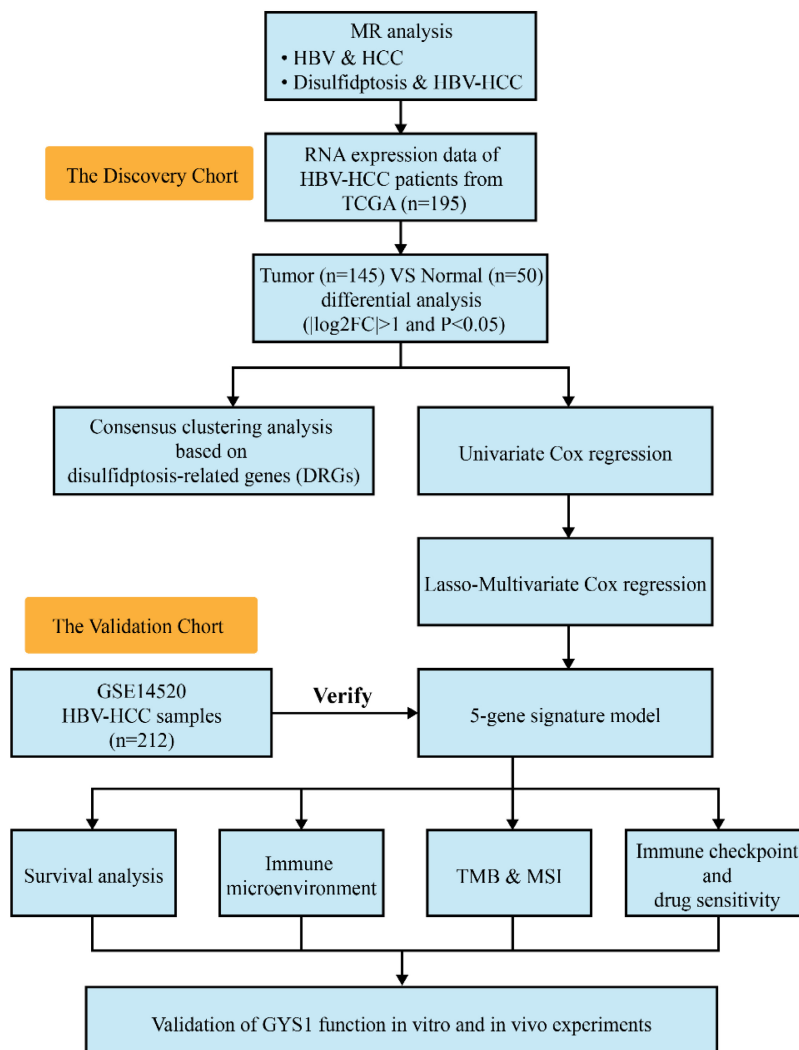 MR analysis
• HBV & HCC
• Disulfidptosis & HBV-HCC
The Discovery Chort
RNA expression data of
HBV-HCC patients from
TCGA (n=195)
Tumor (n=145) VS Normal (n=50)
differential analysis
(|log2FC|>1 and P<0.05)
Consensus clustering analysis
based on
disulfidptosis-related genes (DRGs)
Univariate Cox regression
Lasso-Multivariate Cox regression
The Validation Chort
GSE14520
HBV-HCC samples
(n=212)
Verify
5-gene signature model
Survival analysis
Immune
microenvironment
TMB & MSI
Immune checkpoint
and
drug sensitivity
Validation of GYS1 function in vitro and in vivo experiments